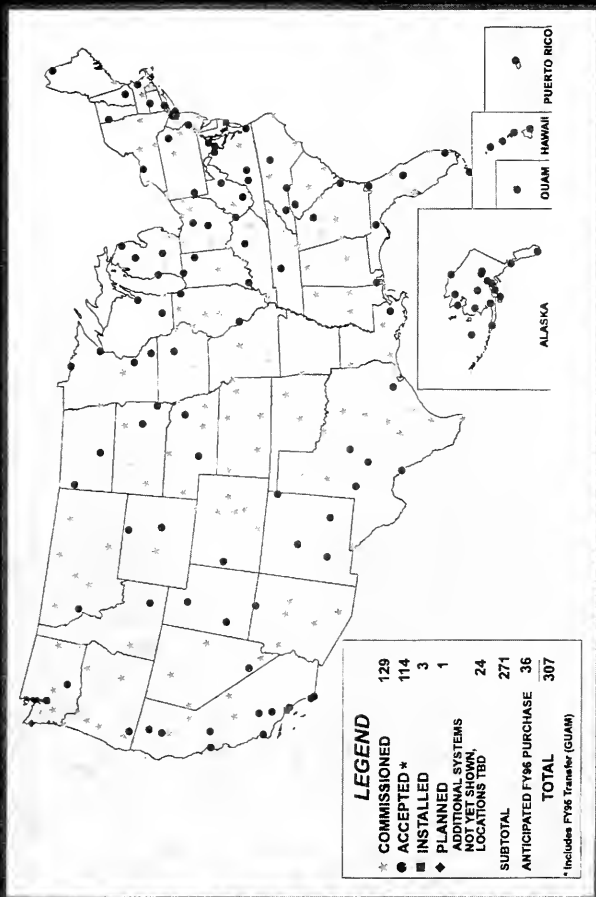 PUERTO RICO
HAWAII
GUAM
ALASKA
LEGEND
COMMISSIONED 129
ACCEPTED * 114
INSTALLED 3
PLANNED 1
ADDITIONAL SYSTEMS
NOT YET SHOWN,
LOCATIONS TBD 24
SUBTOTAL 271
ANTICIPATED FY96 PURCHASE 36
TOTAL 307
* Includes FY96 Transfer (GUAM)